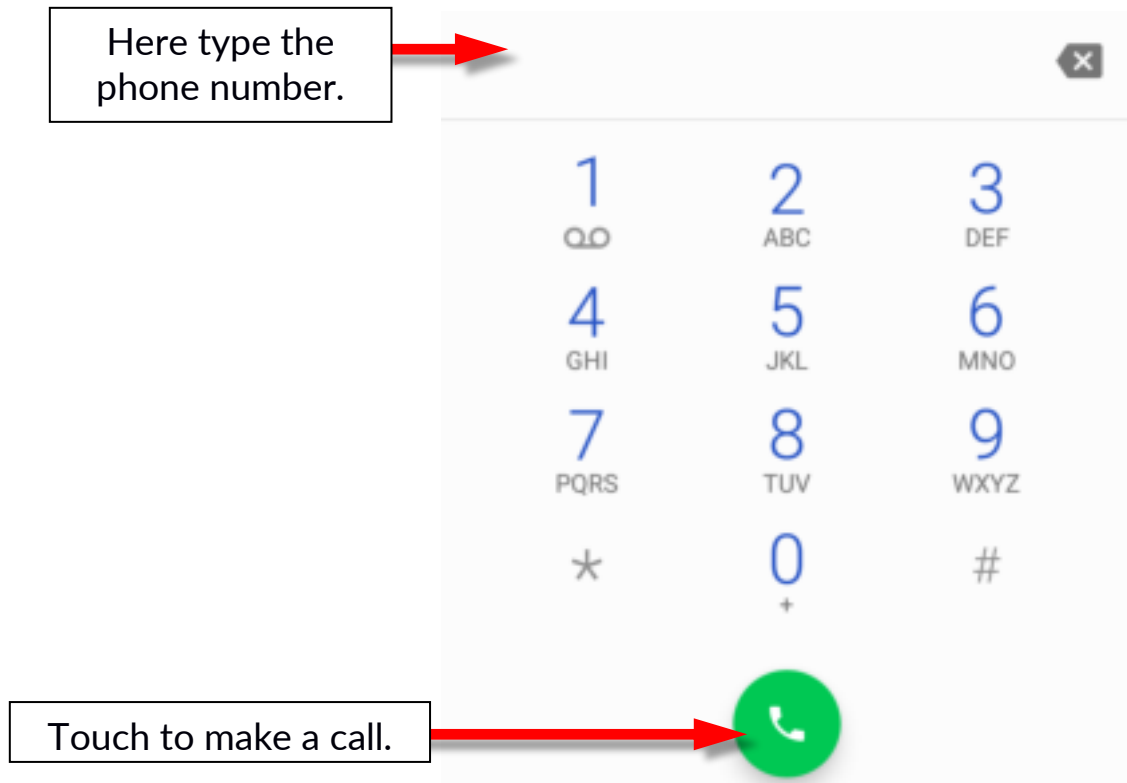 Here type the
phone number.
1 2 3
ABC DEF
4 5 6
GHI JKL MNO
7 8 9
PQRS TUV WXYZ
* 0 #
+
Touch to make a call.